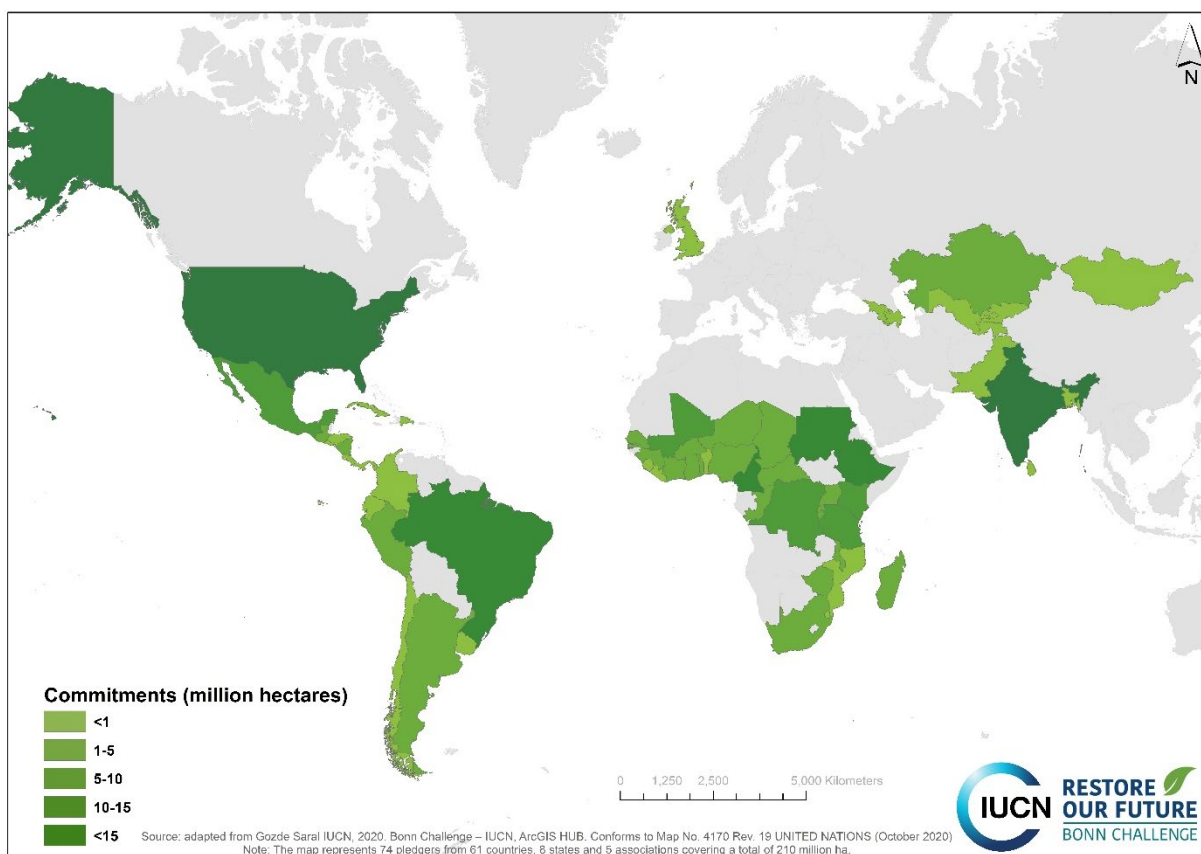 N
Commitments (million hectares)
<1
1-5
5-10
10-15
<15
0 1,250 2,500 5,000 Kilometers
Source: adapted from Gozde Saral IUCN, 2020. Bonn Challenge – IUCN, ArcGIS HUB. Conforms to Map No. 4170 Rev. 19 UNITED NATIONS (October 2020)
Note: The map represents 74 pledgers from 61 countries, 8 states and 5 associations covering a total of 210 million ha.
IUCN
RESTORE
OUR FUTURE
BONN CHALLENGE